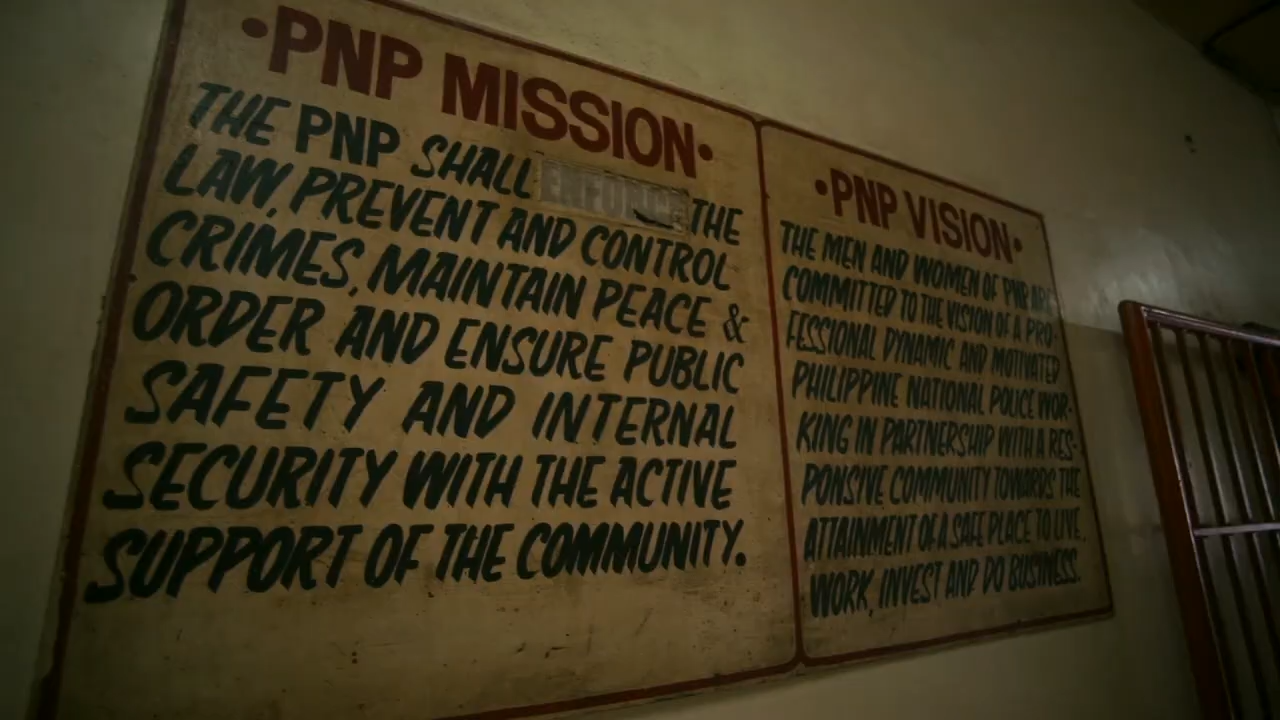 •PNP MISSION•
THE PNP SHALL ENFORCE THE
LAW, PREVENT AND CONTROL
CRIMES, MAINTAIN PEACE &
ORDER AND ENSURE PUBLIC
SAFETY AND INTERNAL
SECURITY WITH THE ACTIVE
SUPPORT OF THE COMMUNITY.
•PNP VISION•
THE MEN AND WOMEN OF PNP ARE
COMMITTED TO THE VISION OF A PRO-
FESSIONAL DYNAMIC AND MOTIVATED
PHILIPPINE NATIONAL POLICE WOR-
KING IN PARTNERSHIP WITH A RES-
PONSIVE COMMUNITY TOWARDS THE
ATTAINMENT OF A SAFE PLACE TO LIVE,
WORK, INVEST AND DO BUSINESS.